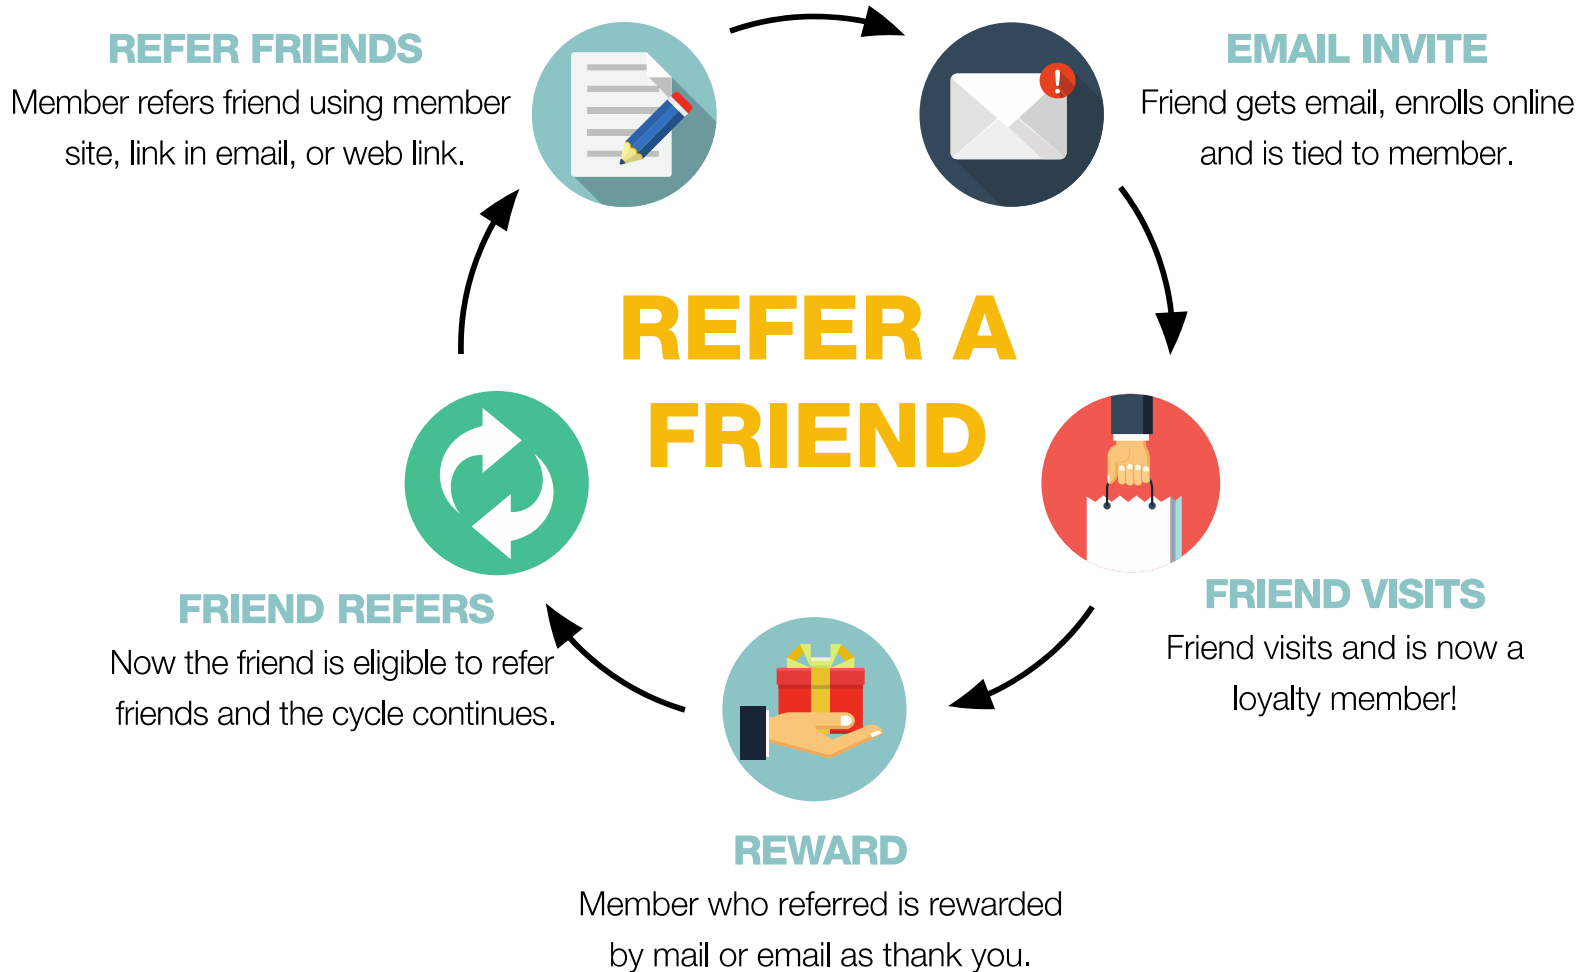 REFER FRIENDS
Member refers friend using member
site, link in email, or web link.
EMAIL INVITE
Friend gets email, enrolls online
and is tied to member.
REFER A
FRIEND
FRIEND VISITS
Friend visits and is now a
loyalty member!
REWARD
Member who referred is rewarded
by mail or email as thank you.
FRIEND REFERS
Now the friend is eligible to refer
friends and the cycle continues.